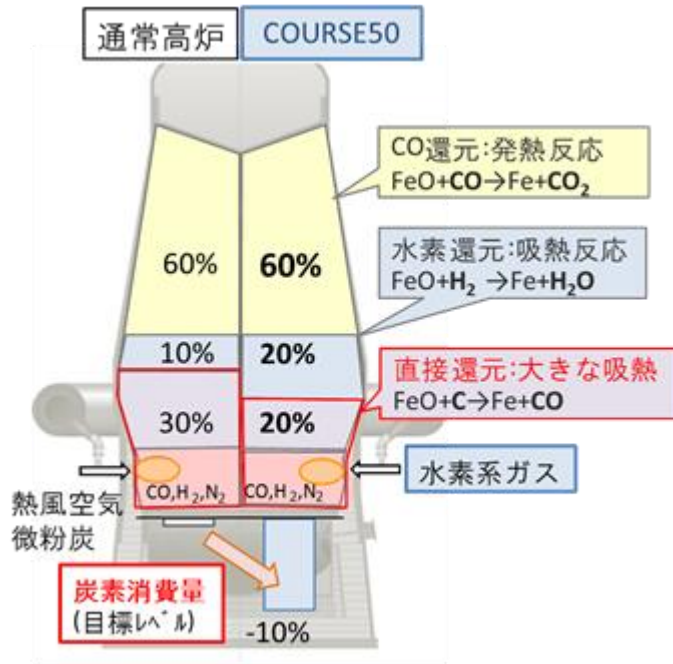 通常高炉
COURSE50
CO還元:発熱反応
FeO+CO→Fe+CO₂
60%
60%
水素還元:吸熱反応
FeO+H₂ →Fe+H₂O
10%
20%
直接還元:大きな吸熱
FeO+C→Fe+CO
30%
20%
CO,H₂,N₂
CO,H₂,N₂
水素系ガス
熱風空気
微粉炭
炭素消費量
(目標ﾚﾍﾞﾙ)
-10%